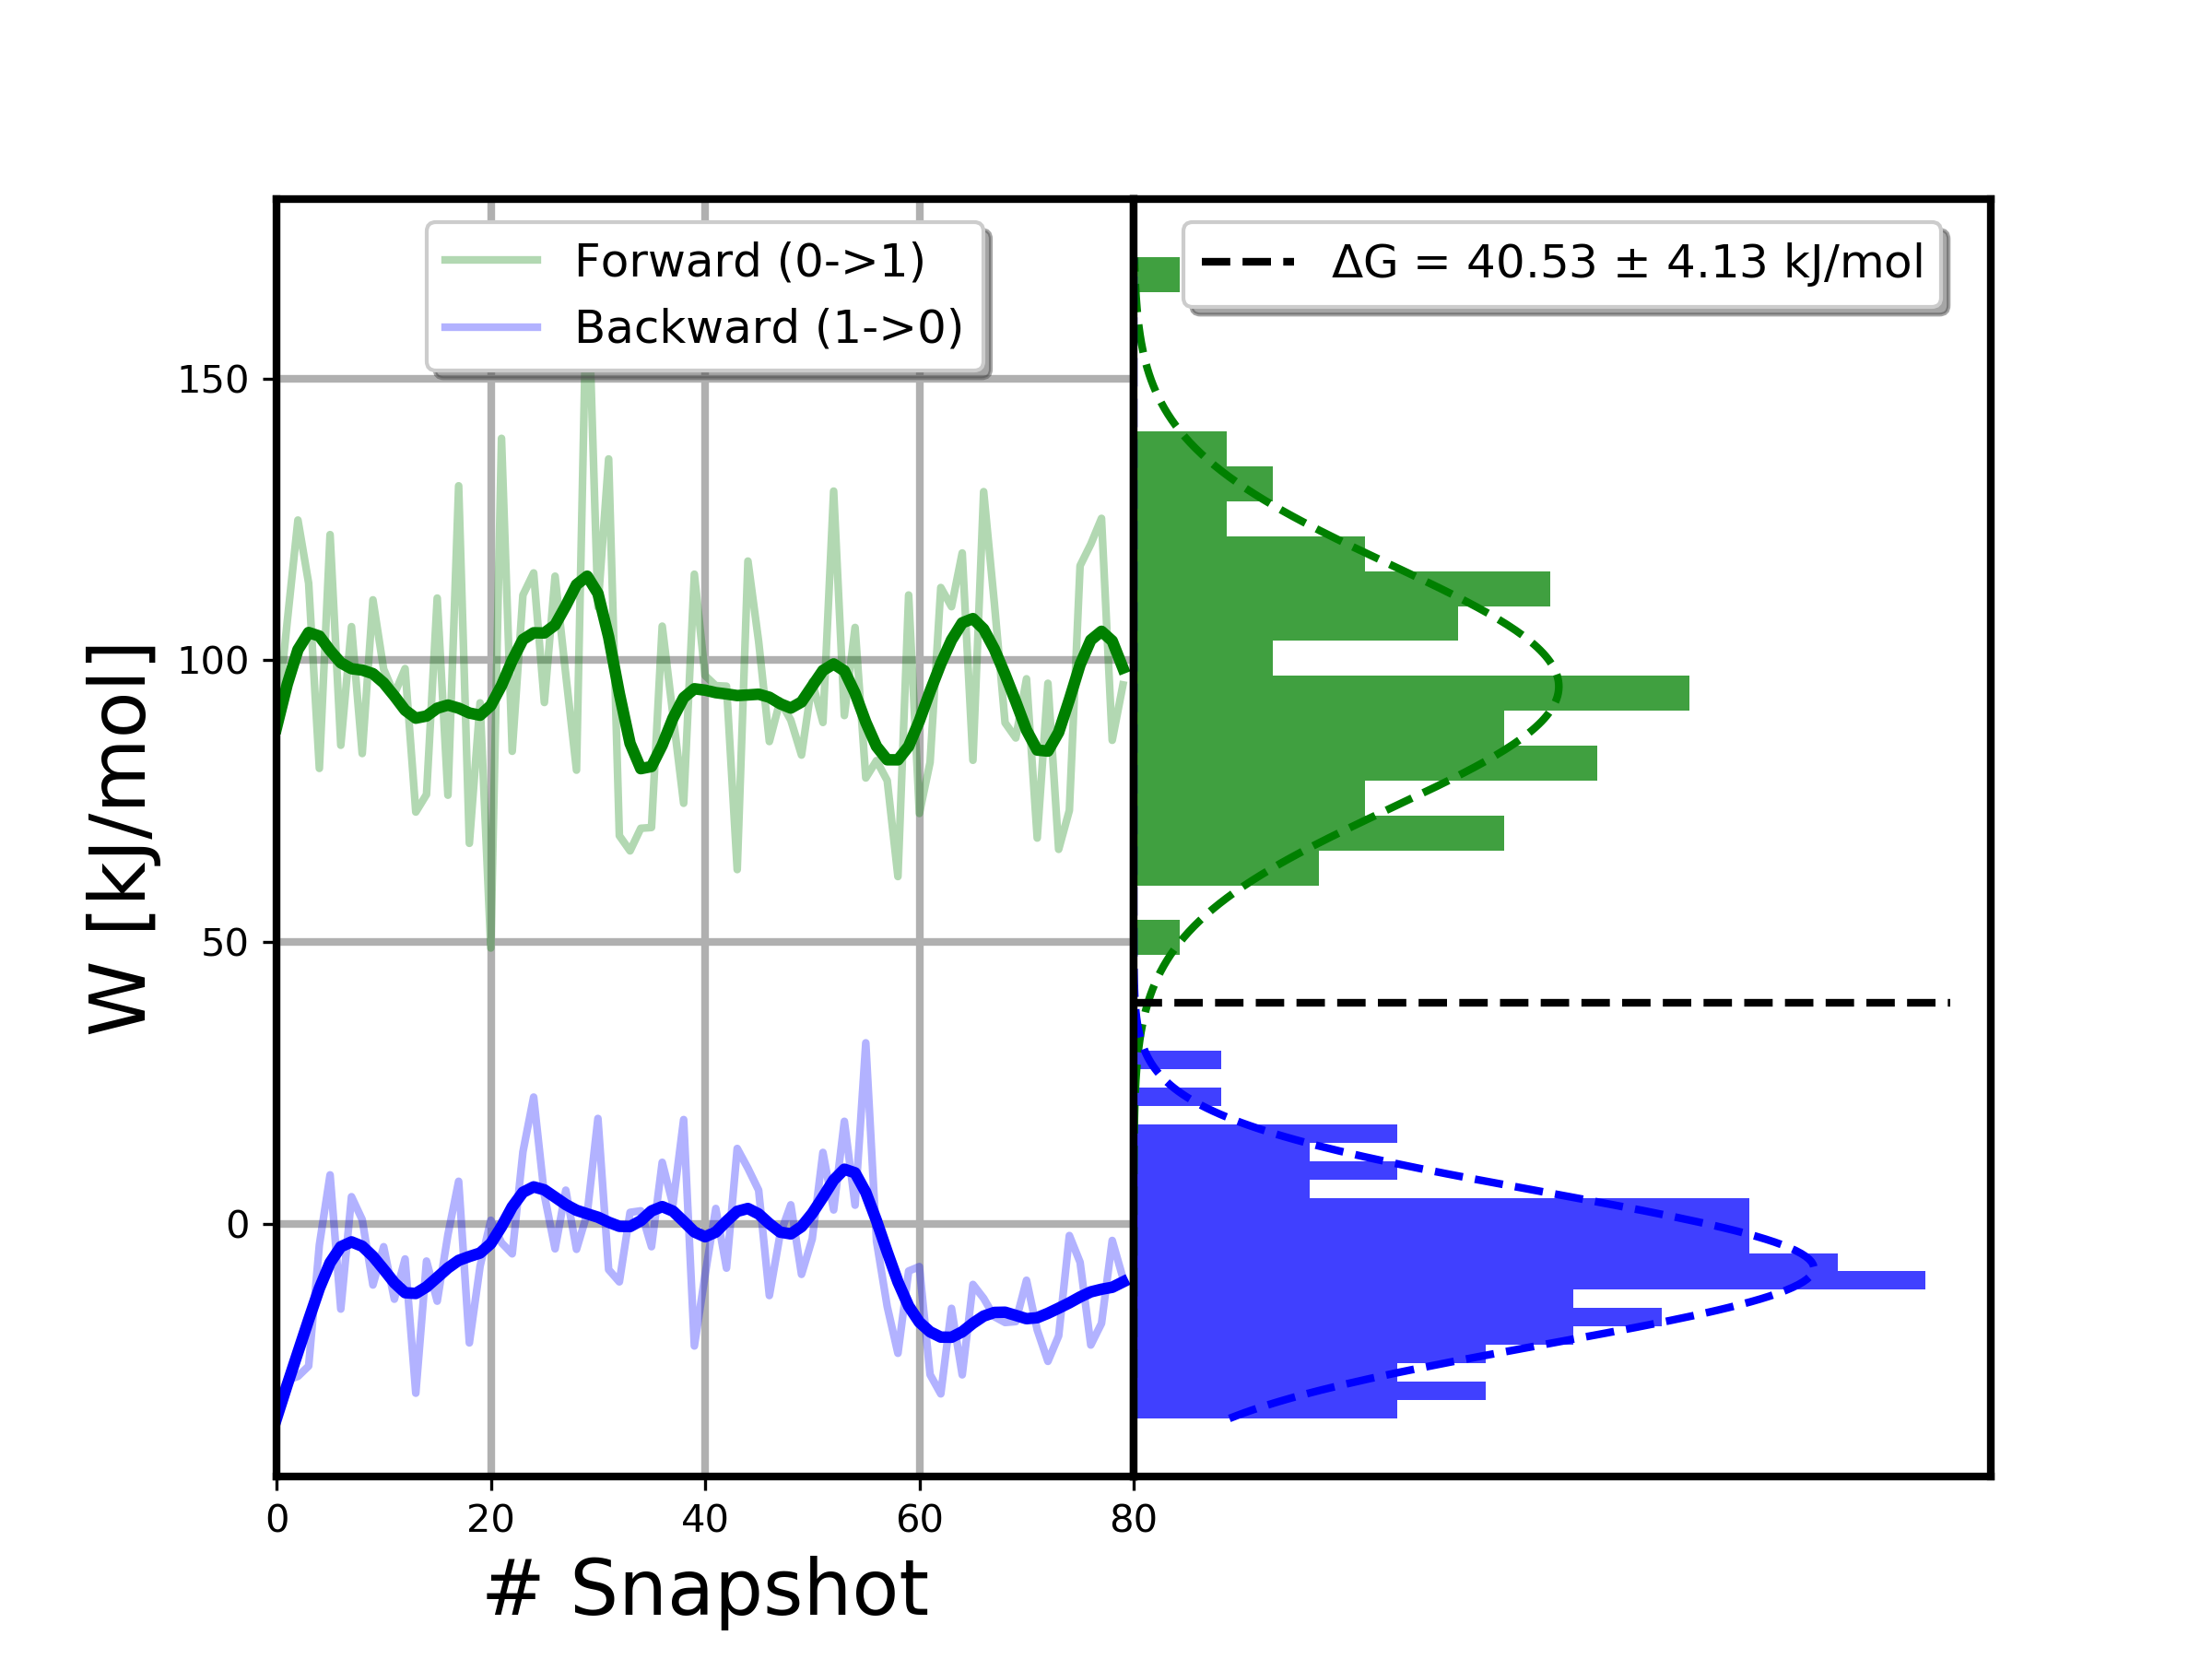 Forward (0->1)
Backward (1->0)
ΔG = 40.53 ± 4.13 kJ/mol
W [kJ/mol]
150
100
50
0
0 20 40 60 80
# Snapshot